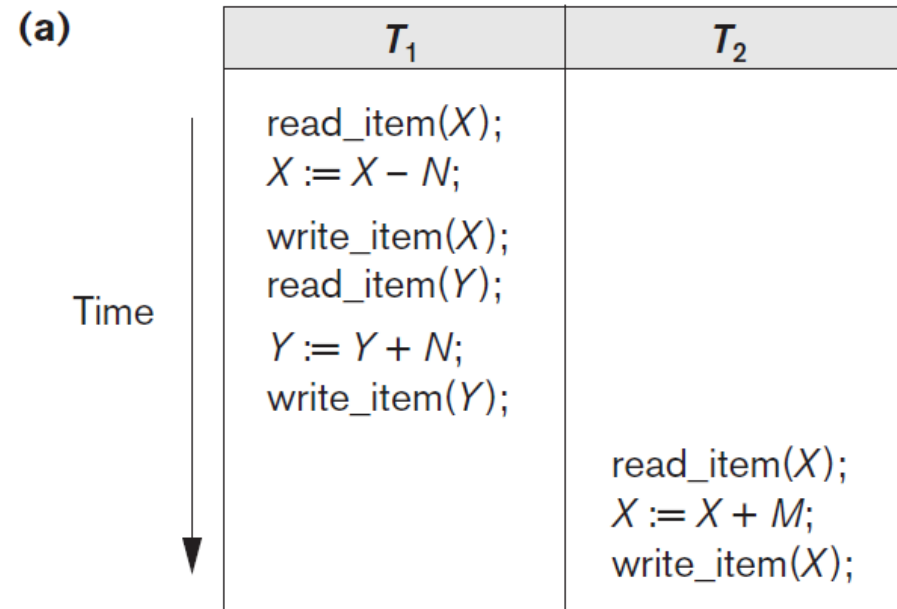 (a)
T₁ T₂
read_item(X);
X := X – N;
write_item(X);
read_item(Y);
Time
Y := Y + N;
write_item(Y);
read_item(X);
X := X + M;
write_item(X);